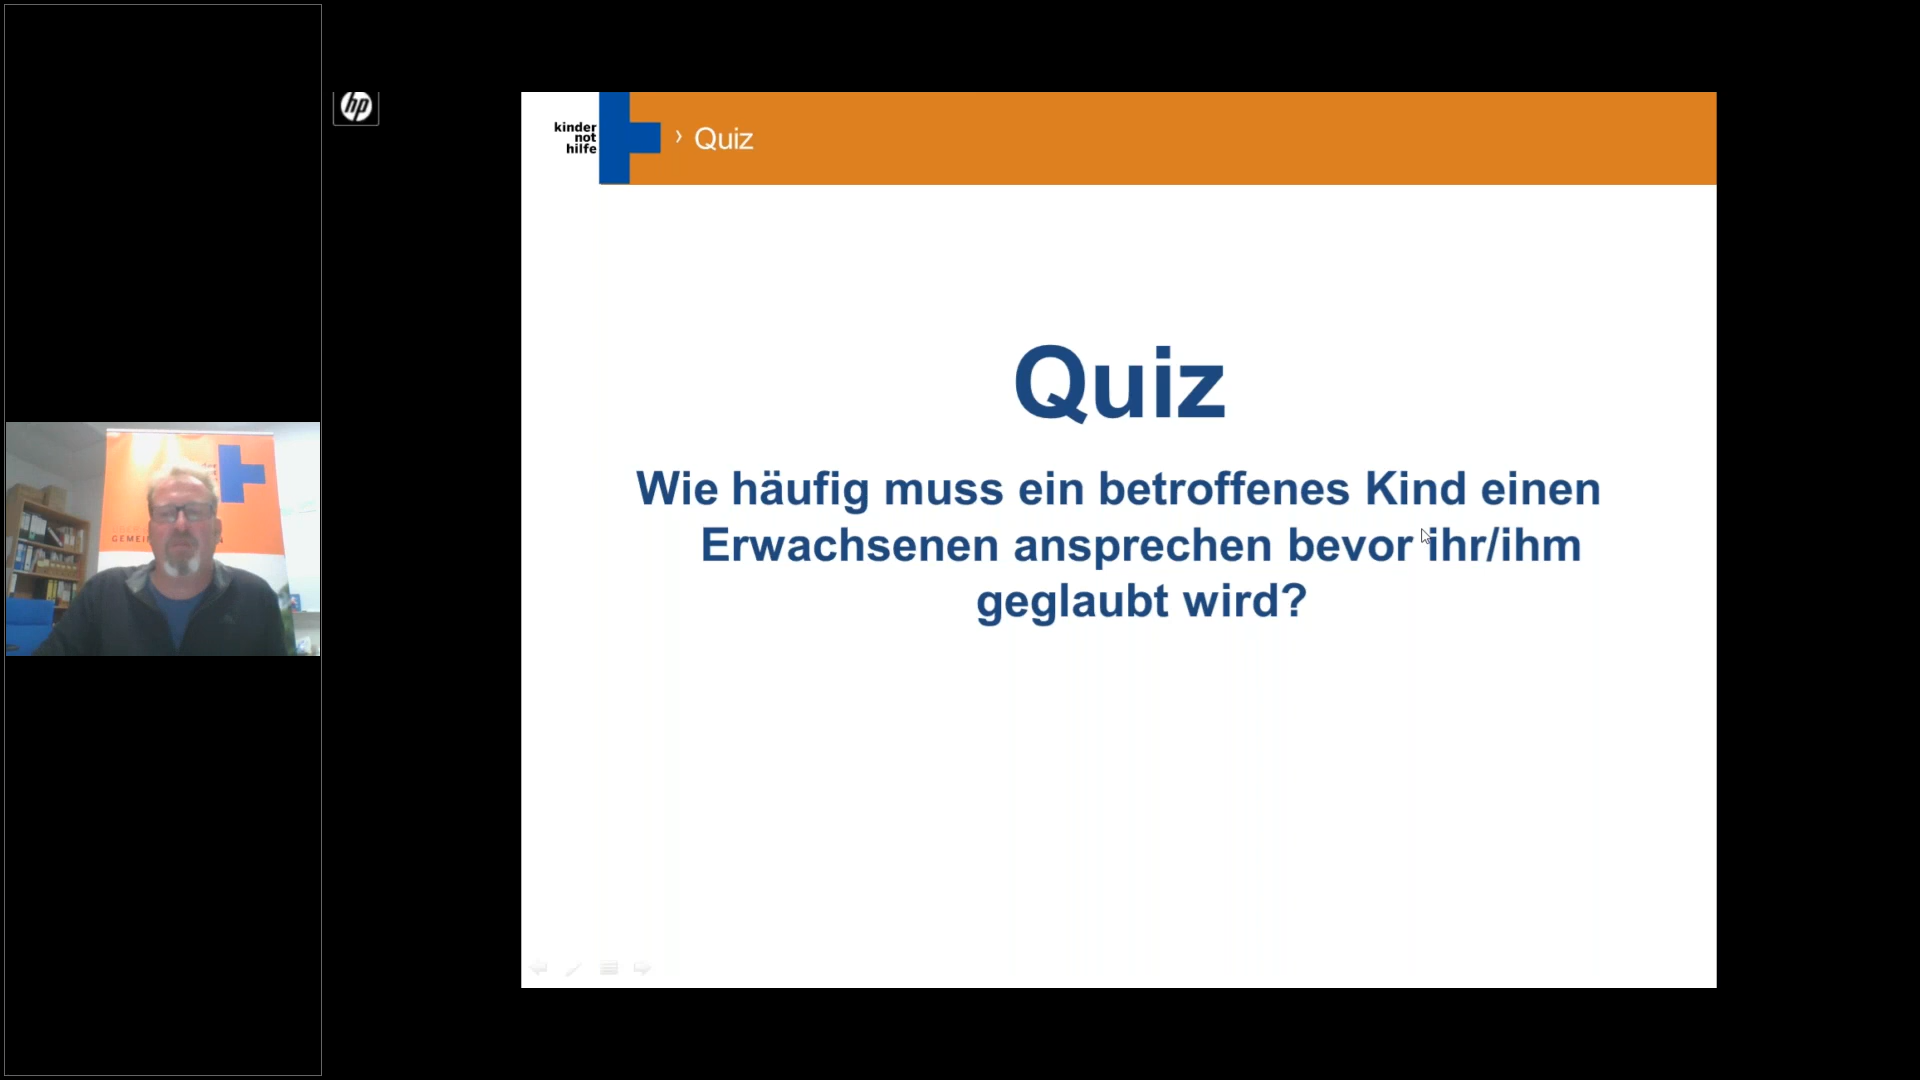 hp
kinder
not
hilfe
› Quiz
Quiz
Wie häufig muss ein betroffenes Kind einen
Erwachsenen ansprechen bevor ihr/ihm
geglaubt wird?